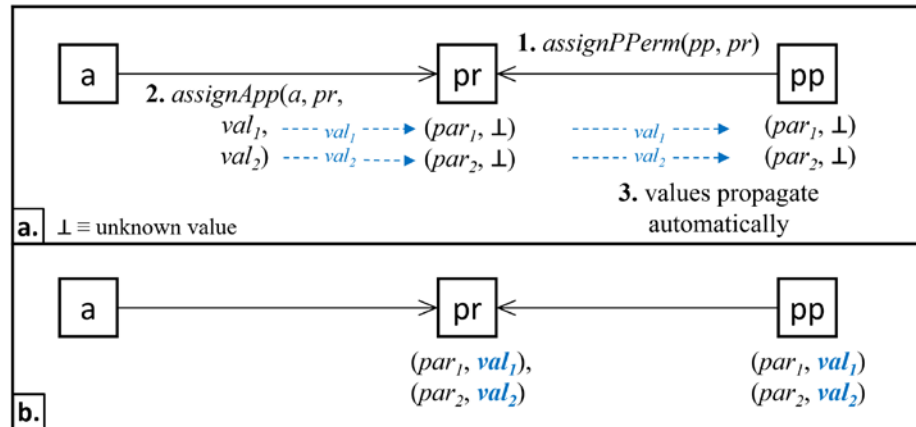 1. assignPPerm(pp, pr)
a
pr
pp
2. assignApp(a, pr,
val₁, val₁ (par₁, ⊥) val₁ (par₁, ⊥)
val₂) val₂ (par₂, ⊥) val₂ (par₂, ⊥)
3. values propagate
automatically
a. ⊥ ≡ unknown value
a
pr
pp
(par₁, val₁), (par₁, val₁)
(par₂, val₂) (par₂, val₂)
b.